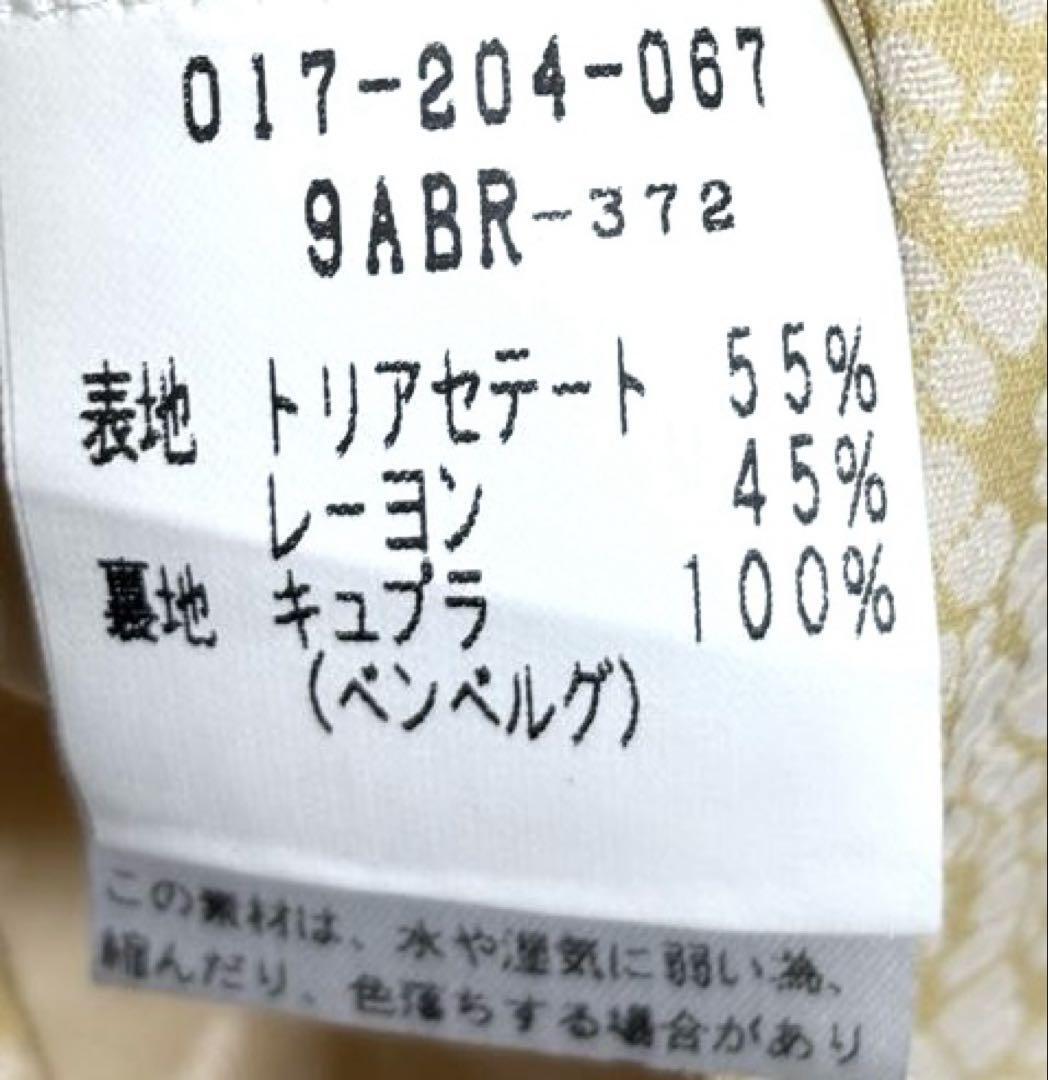 017-204-067
9ABR-372
表地 トリアセテート 55%
レーヨン 45%
裏地 キュプラ 100%
(ベンベルグ)
この素材は、水や湿気に弱い為、
縮んだり、色落ちする場合があり